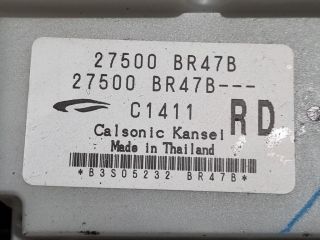 27500 BR47B
27500 BR47B---
C1411 RD
Calsonic Kansei
Made in Thailand
*B3S05232 BR47B*